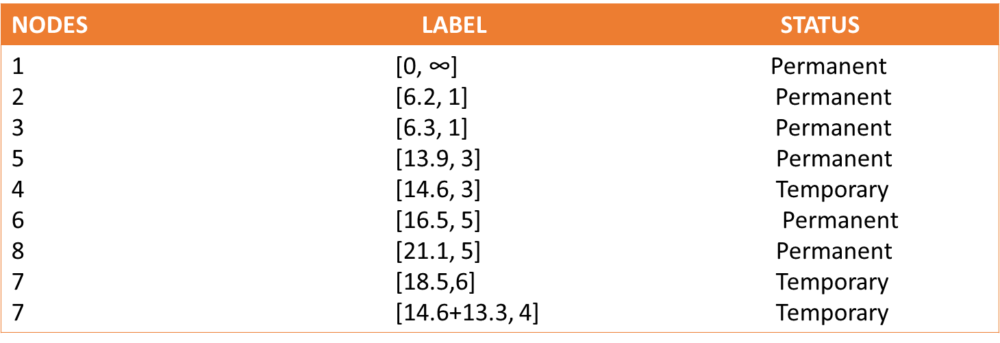 NODES LABEL STATUS
1 [0, ∞] Permanent
2 [6.2, 1] Permanent
3 [6.3, 1] Permanent
5 [13.9, 3] Permanent
4 [14.6, 3] Temporary
6 [16.5, 5] Permanent
8 [21.1, 5] Permanent
7 [18.5,6] Temporary
7 [14.6+13.3, 4] Temporary